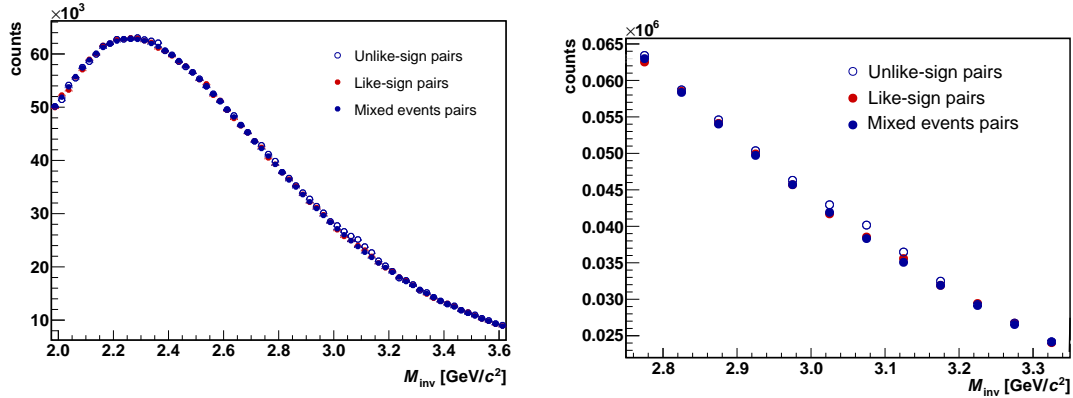 ×10³
counts
60
50
40
30
20
10
2.0 2.2 2.4 2.6 2.8 3.0 3.2 3.4 3.6
M_inv [GeV/c²]
Unlike-sign pairs
Like-sign pairs
Mixed events pairs
×10⁶
counts
0.065
0.060
0.055
0.050
0.045
0.040
0.035
0.030
0.025
2.8 2.9 3.0 3.1 3.2 3.3
M_inv [GeV/c²]
Unlike-sign pairs
Like-sign pairs
Mixed events pairs